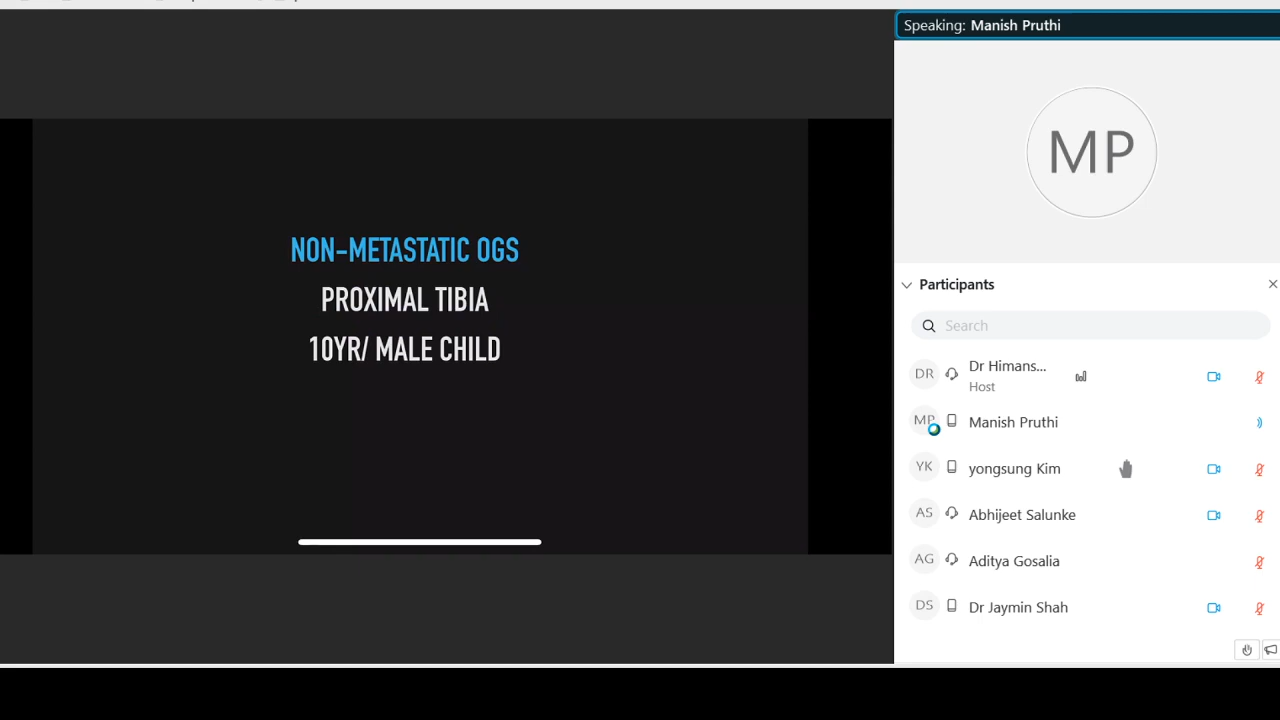 NON-METASTATIC OGS
PROXIMAL TIBIA
10YR/ MALE CHILD
Speaking: Manish Pruthi
MP
Participants
Search
DR Dr Himans...
Host
MP Manish Pruthi
YK yongsung Kim
AS Abhijeet Salunke
AG Aditya Gosalia
DS Dr Jaymin Shah